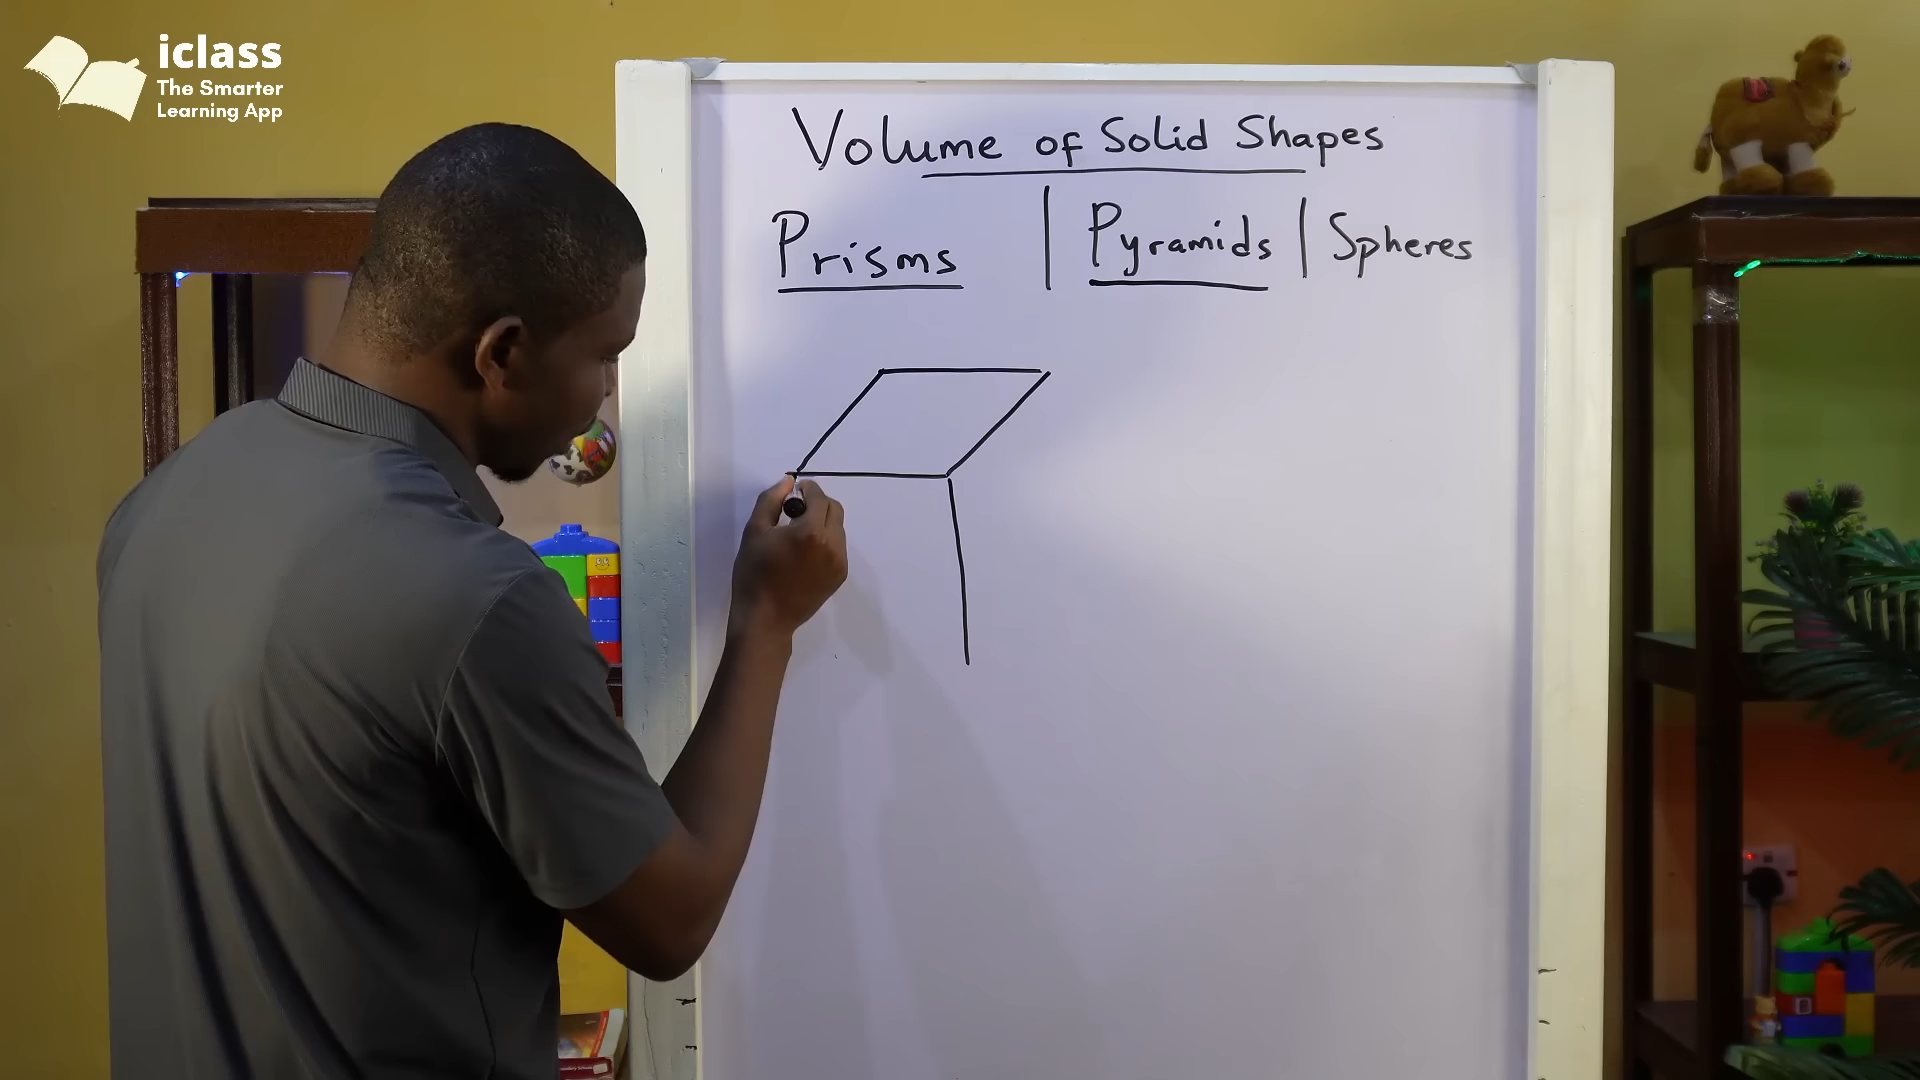 iclass
The Smarter
Learning App
Volume of Solid Shapes
Prisms | Pyramids | Spheres